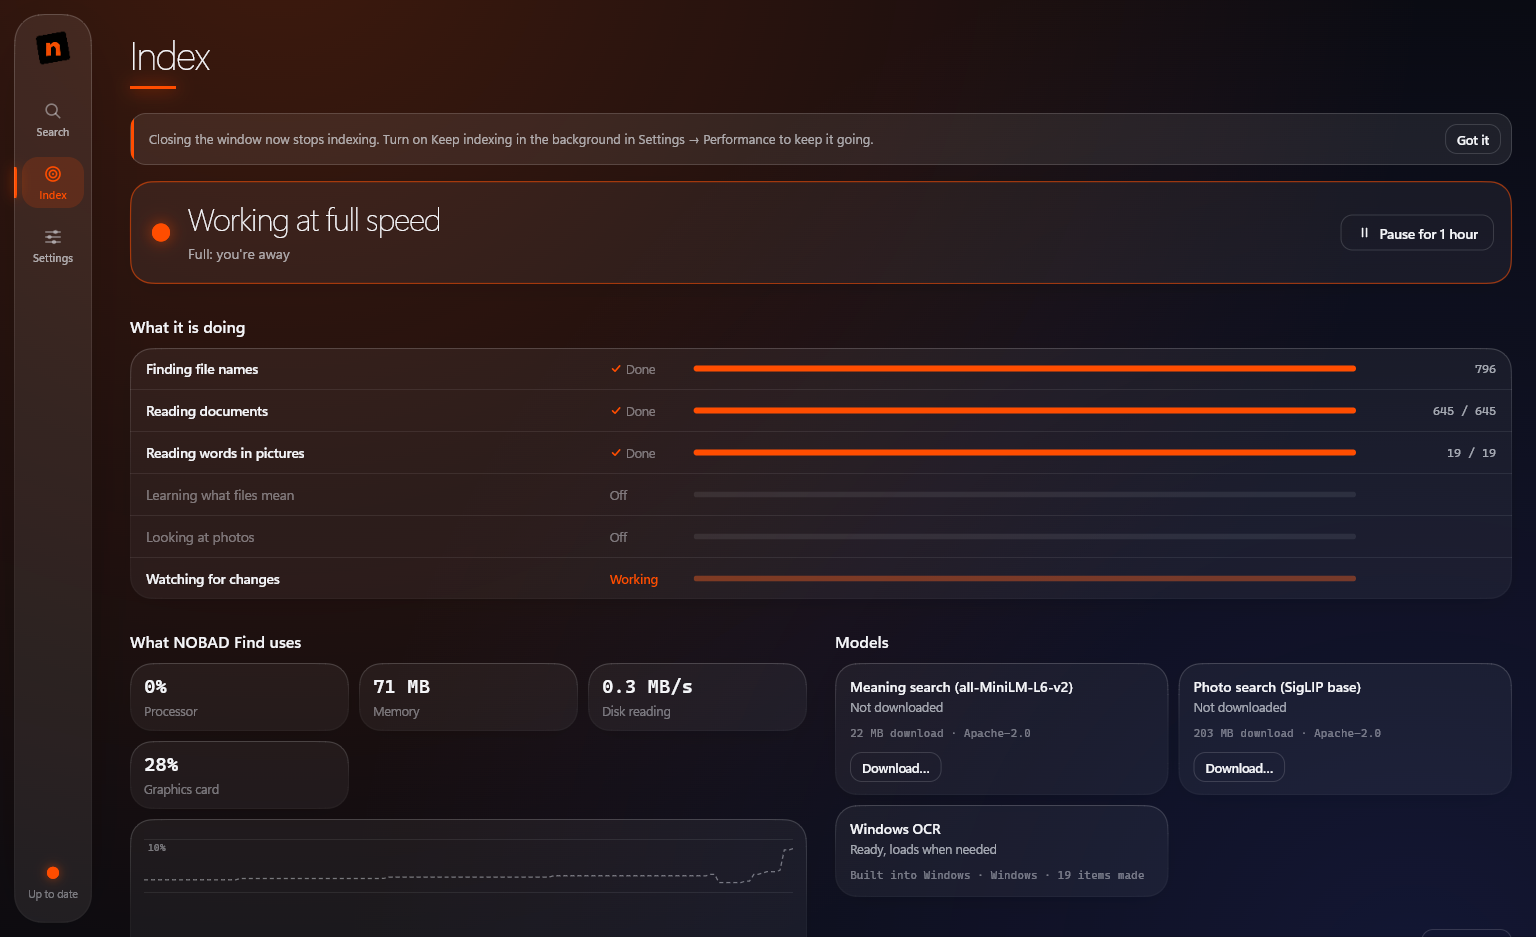 n
Index
Search
Index
Settings
Up to date
Closing the window now stops indexing. Turn on Keep indexing in the background in Settings → Performance to keep it going.
Got it
Working at full speed
Full: you're away
Pause for 1 hour
What it is doing
Finding file names Done 796
Reading documents Done 645 / 645
Reading words in pictures Done 19 / 19
Learning what files mean Off
Looking at photos Off
Watching for changes Working
What NOBAD Find uses
0%
Processor
71 MB
Memory
0.3 MB/s
Disk reading
28%
Graphics card
10%
Models
Meaning search (all-MiniLM-L6-v2)
Not downloaded
22 MB download · Apache-2.0
Download...
Photo search (SigLIP base)
Not downloaded
203 MB download · Apache-2.0
Download...
Windows OCR
Ready, loads when needed
Built into Windows · Windows · 19 items made